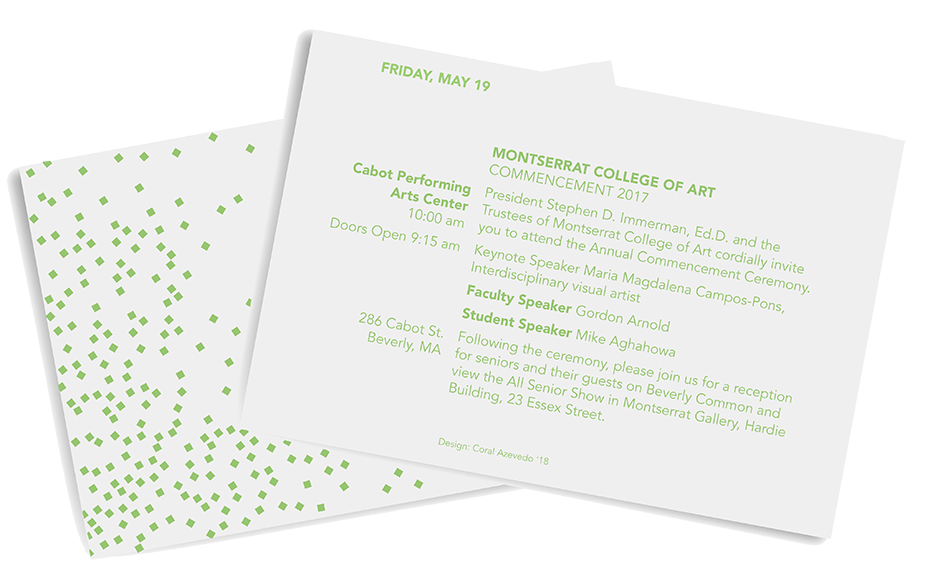 FRIDAY, MAY 19
Cabot Performing
Arts Center
10:00 am
Doors Open 9:15 am
286 Cabot St.
Beverly, MA
MONTSERRAT COLLEGE OF ART
COMMENCEMENT 2017
President Stephen D. Immerman, Ed.D. and the
Trustees of Montserrat College of Art cordially invite
you to attend the Annual Commencement Ceremony.
Keynote Speaker Maria Magdalena Campos-Pons,
Interdisciplinary visual artist
Faculty Speaker Gordon Arnold
Student Speaker Mike Aghahowa
Following the ceremony, please join us for a reception
for seniors and their guests on Beverly Common and
view the All Senior Show in Montserrat Gallery, Hardie
Building, 23 Essex Street.
Design: Coral Azevedo '18